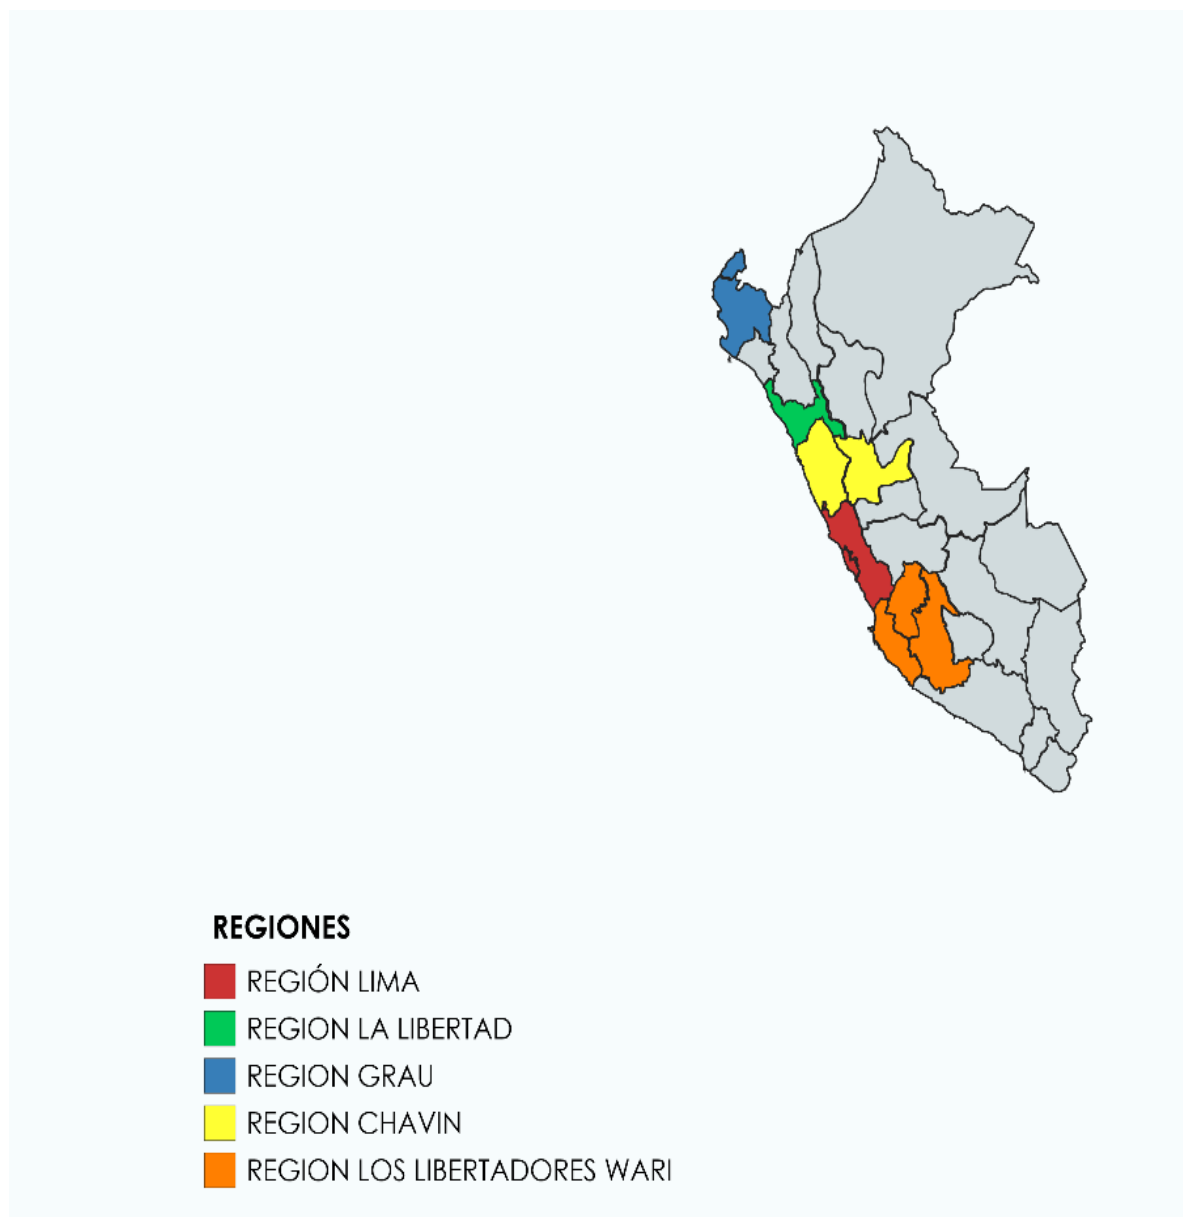 REGIONES
REGIÓN LIMA
REGION LA LIBERTAD
REGION GRAU
REGION CHAVIN
REGION LOS LIBERTADORES WARI